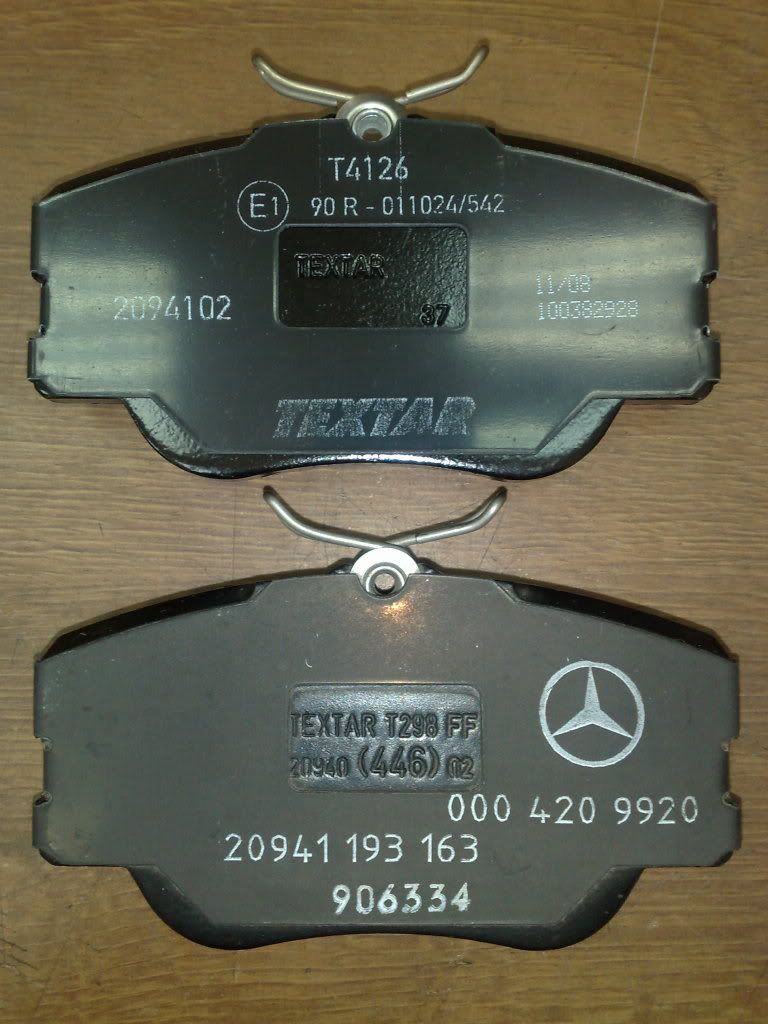 T4126
E1 90 R - 011024/542
TEXTAR
37
2094102
11/08
100382928
TEXTAR
TEXTAR T298 FF
20940 (446) 02
000 420 9920
20941 193 163
906334